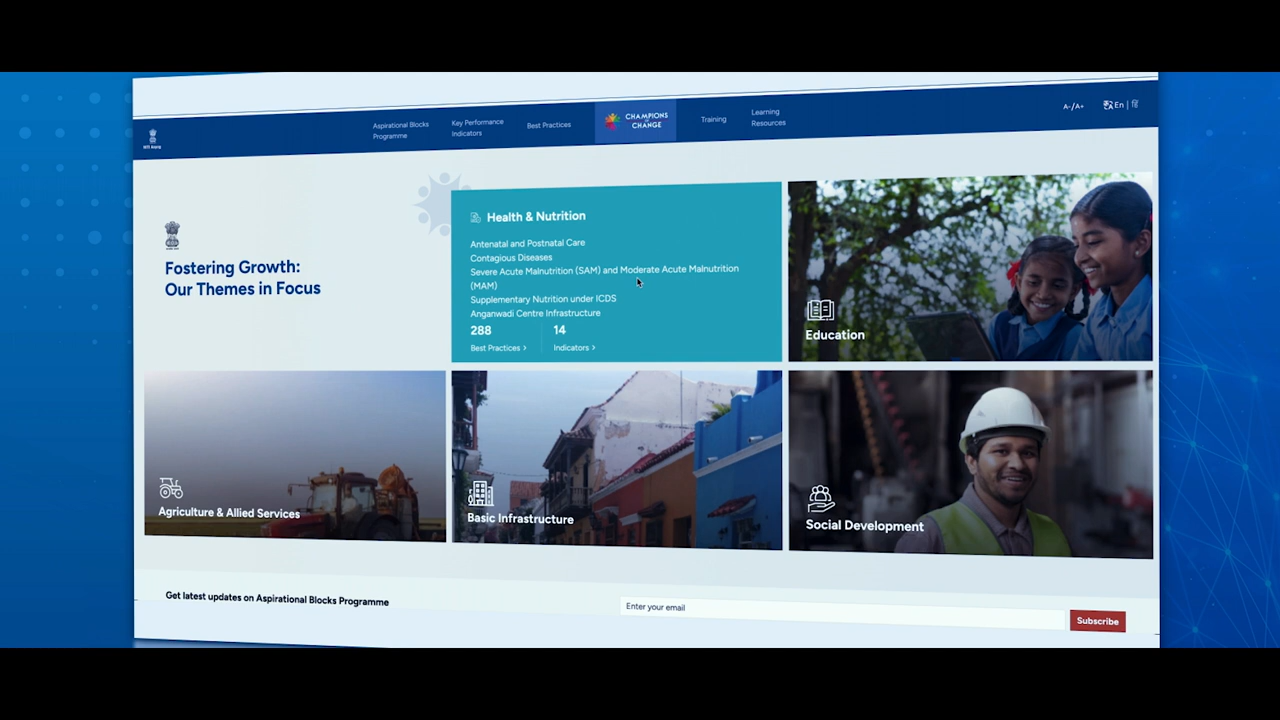 Aspirational Blocks
Programme
Key Performance
Indicators
Best Practices
CHAMPIONS
OF
CHANGE
Training
Learning
Resources
A-/A+
En |
Fostering Growth:
Our Themes in Focus
Health & Nutrition
Antenatal and Postnatal Care
Contagious Diseases
Severe Acute Malnutrition (SAM) and Moderate Acute Malnutrition
(MAM)
Supplementary Nutrition under ICDS
Anganwadi Centre Infrastructure
288
14
Best Practices >
Indicators >
Education
Agriculture & Allied Services
Basic Infrastructure
Social Development
Get latest updates on Aspirational Blocks Programme
Enter your email
Subscribe